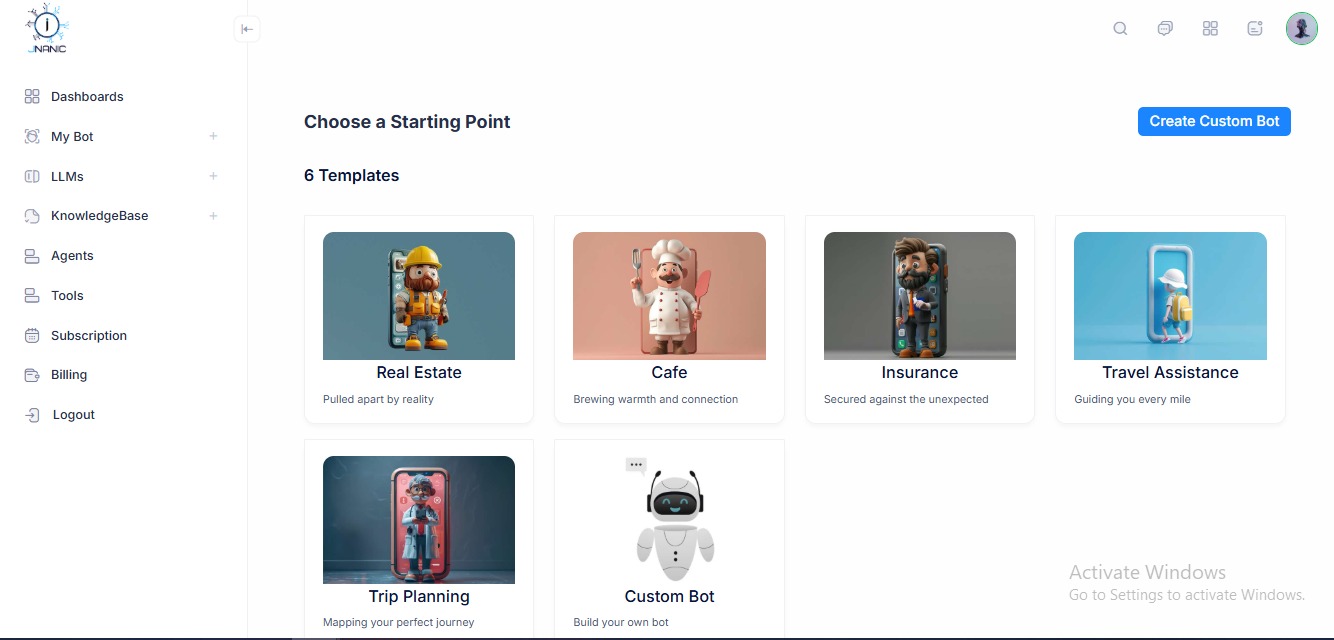 i
JNANIC
Dashboards
My Bot
LLMs
KnowledgeBase
Agents
Tools
Subscription
Billing
Logout
Choose a Starting Point
Create Custom Bot
6 Templates
Real Estate
Pulled apart by reality
Cafe
Brewing warmth and connection
Insurance
Secured against the unexpected
Travel Assistance
Guiding you every mile
Trip Planning
Mapping your perfect journey
Custom Bot
Build your own bot
Activate Windows
Go to Settings to activate Windows.